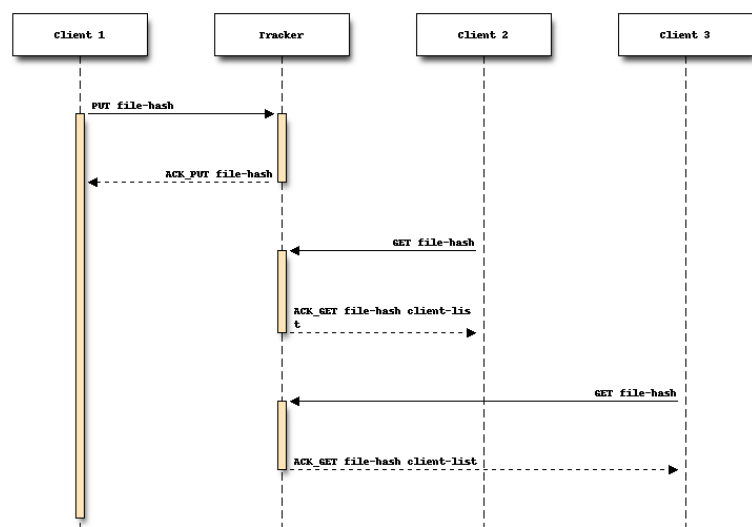 Client 1
Tracker
Client 2
Client 3
PUT file-hash
ACK_PUT file-hash
GET file-hash
ACK_GET file-hash client-lis
t
GET file-hash
ACK_GET file-hash client-list